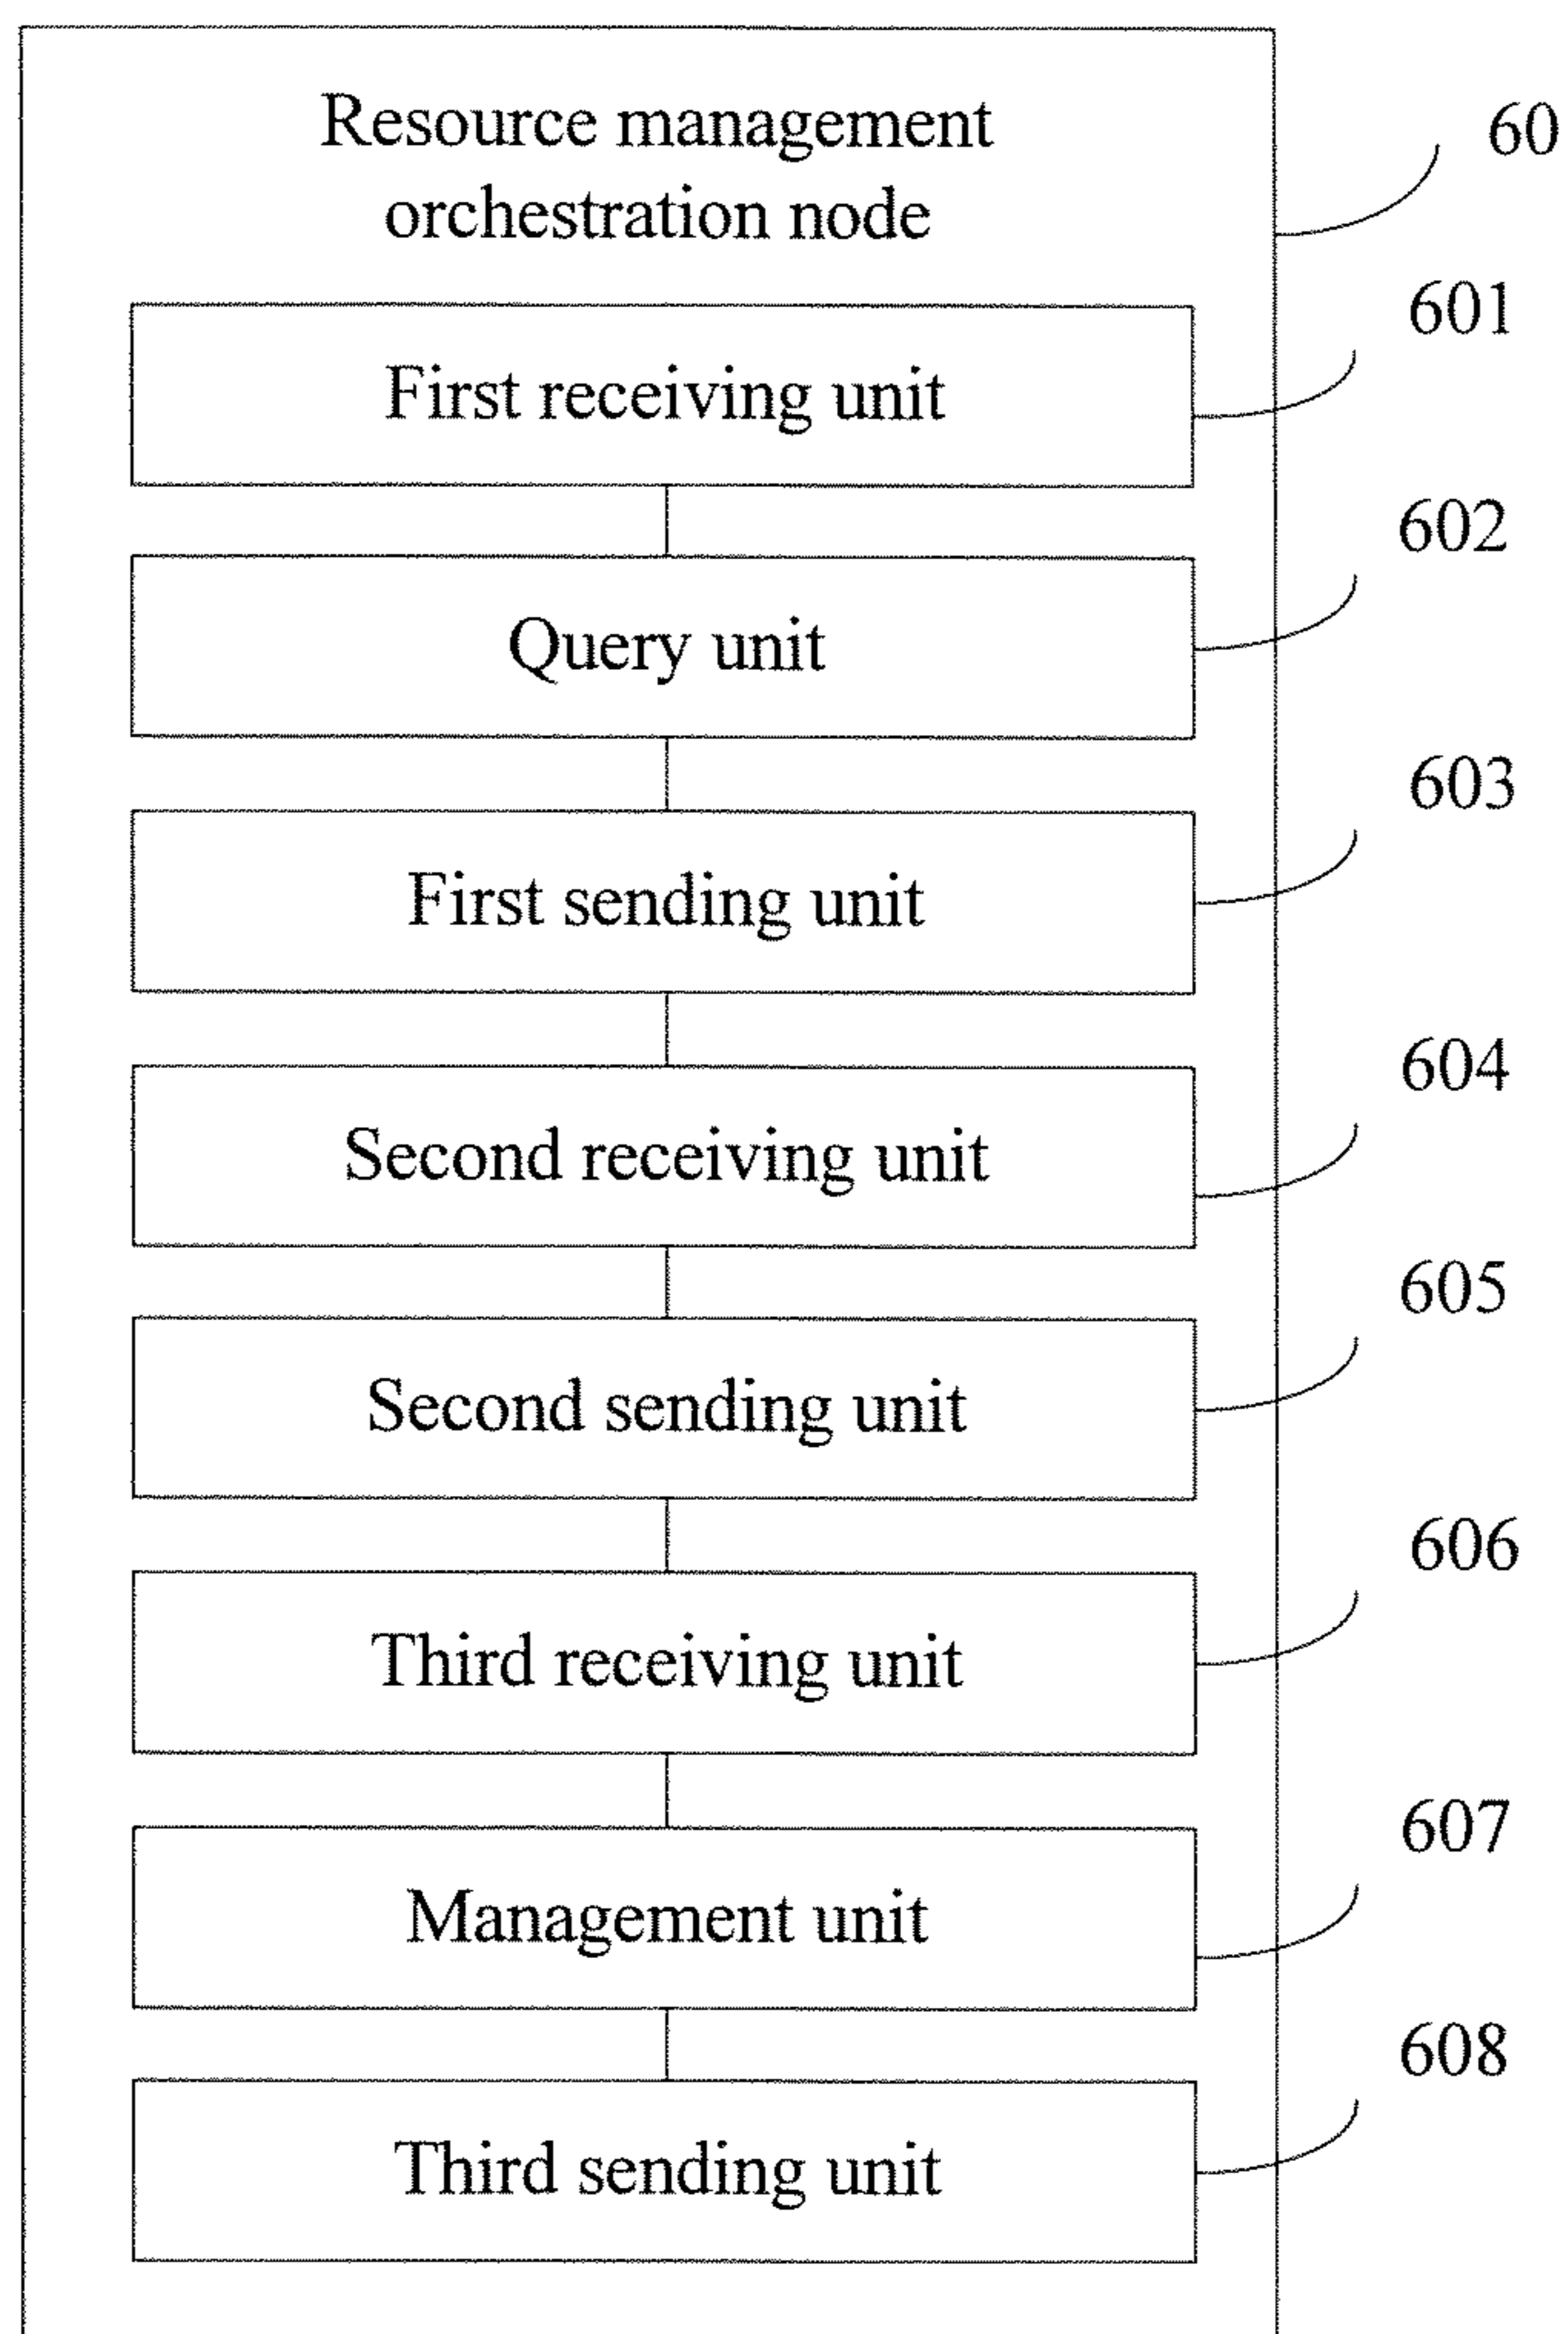 Resource management
orchestration node
60
First receiving unit
601
Query unit
602
First sending unit
603
Second receiving unit
604
Second sending unit
605
Third receiving unit
606
Management unit
607
Third sending unit
608